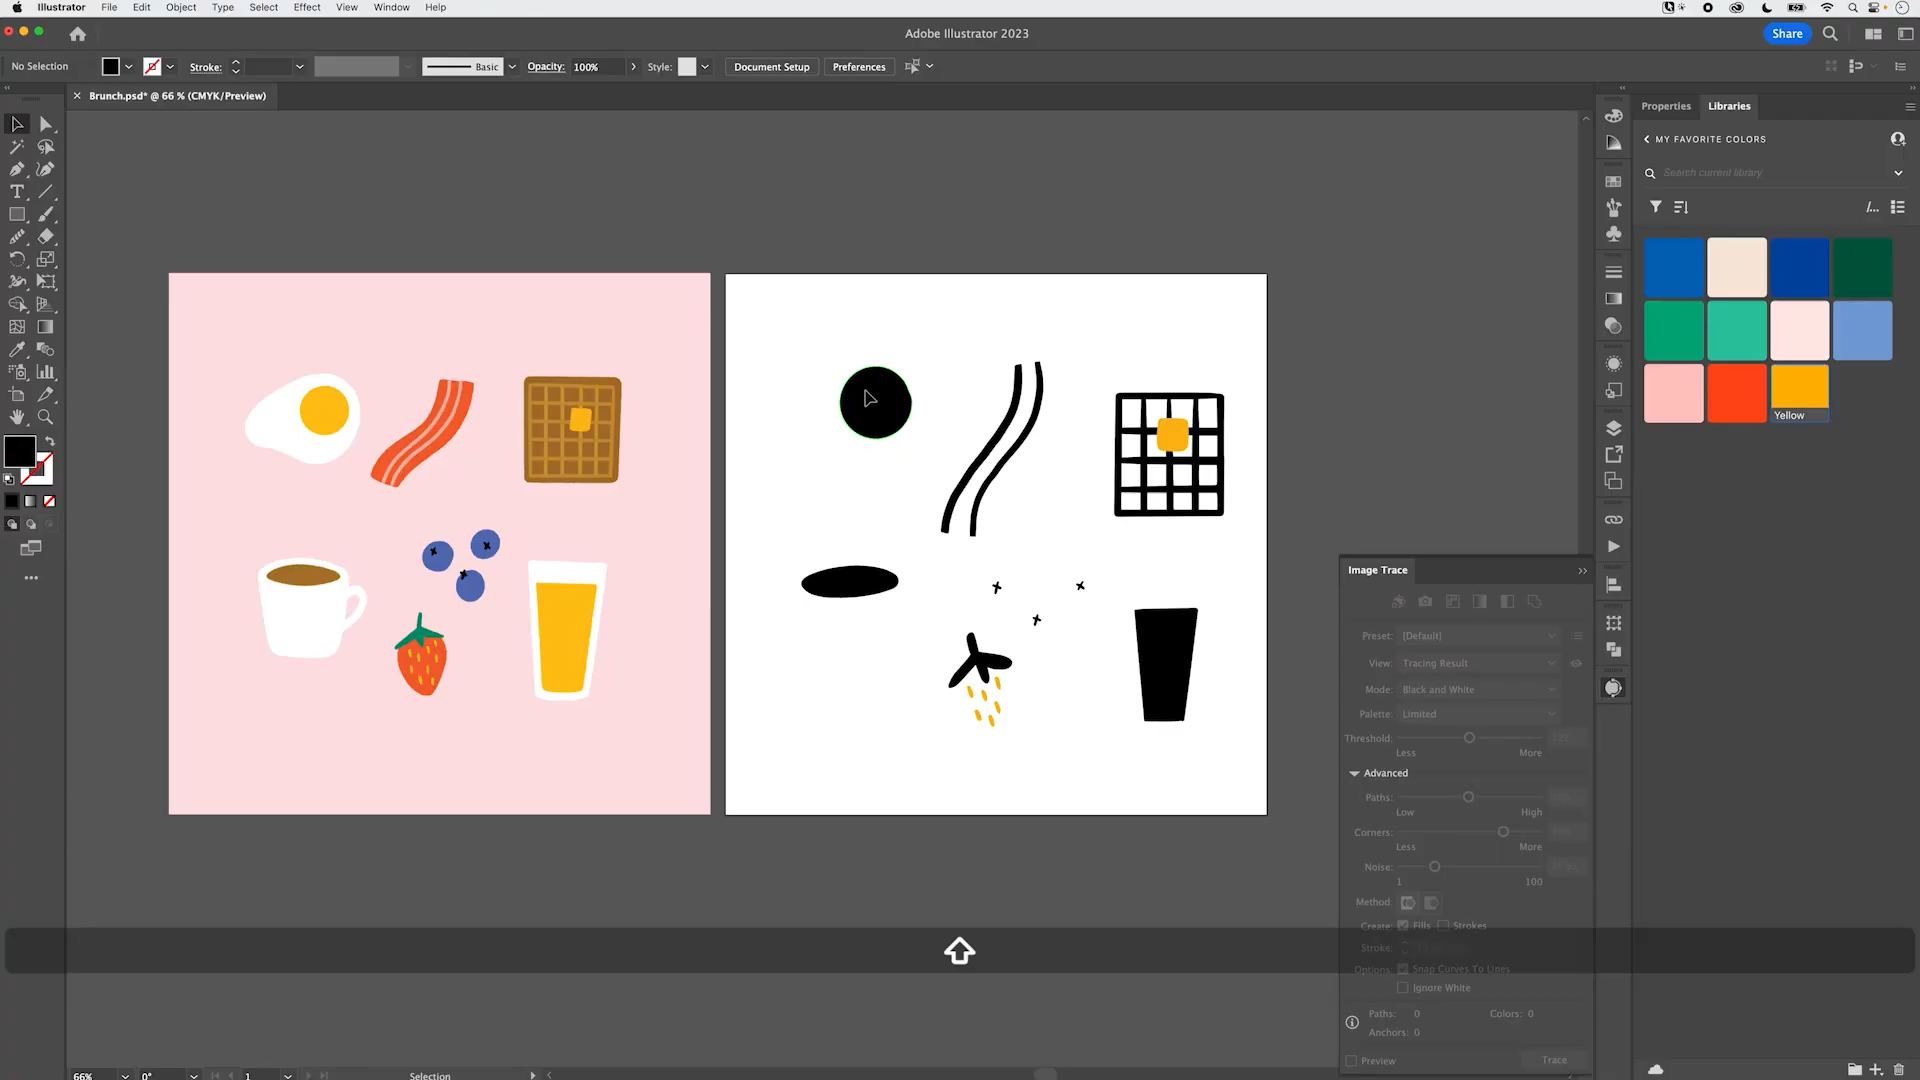 Illustrator File Edit Object Type Select Effect View Window Help
Adobe Illustrator 2023
Share
No Selection Stroke: Basic Opacity: 100% Style: Document Setup Preferences
× Brunch.psd* @ 66 % (CMYK/Preview)
Properties Libraries
MY FAVORITE COLORS
Search current library
Yellow
Image Trace
Preset: [Default]
View: Tracing Result
Mode: Black and White
Palette: Limited
Threshold:
Less More
Advanced
Paths:
Low High
Corners:
Less More
Noise:
1 100
Method:
Create: Fills Strokes
Stroke:
Options: Snap Curves To Lines
Ignore White
Paths: 0 Colors: 0
Anchors: 0
Preview Trace
66% 0° 1 Selection